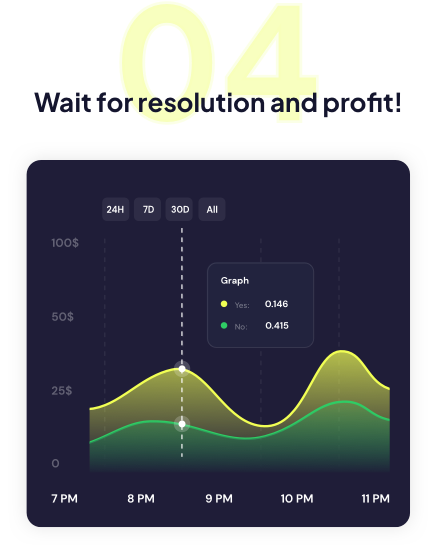 04
Wait for resolution and profit!
24H 7D 30D All
100$
Graph
Yes: 0.146
50$
No: 0.415
25$
0
7 PM 8 PM 9 PM 10 PM 11 PM